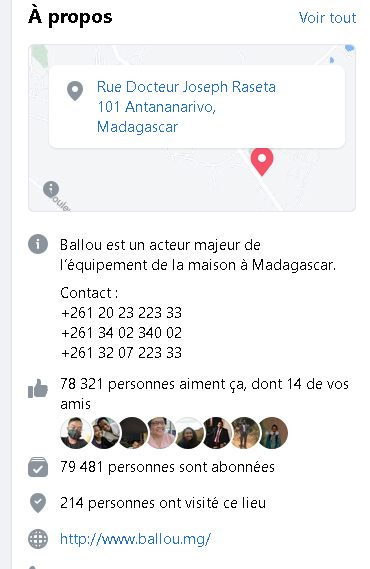 À propos
Voir tout
Rue Docteur Joseph Raseta
101 Antananarivo,
Madagascar
Ballou est un acteur majeur de
l'équipement de la maison à Madagascar.
Contact :
+261 20 23 223 33
+261 34 02 340 02
+261 32 07 223 33
78 321 personnes aiment ça, dont 14 de vos
amis
79 481 personnes sont abonnées
214 personnes ont visité ce lieu
http://www.ballou.mg/